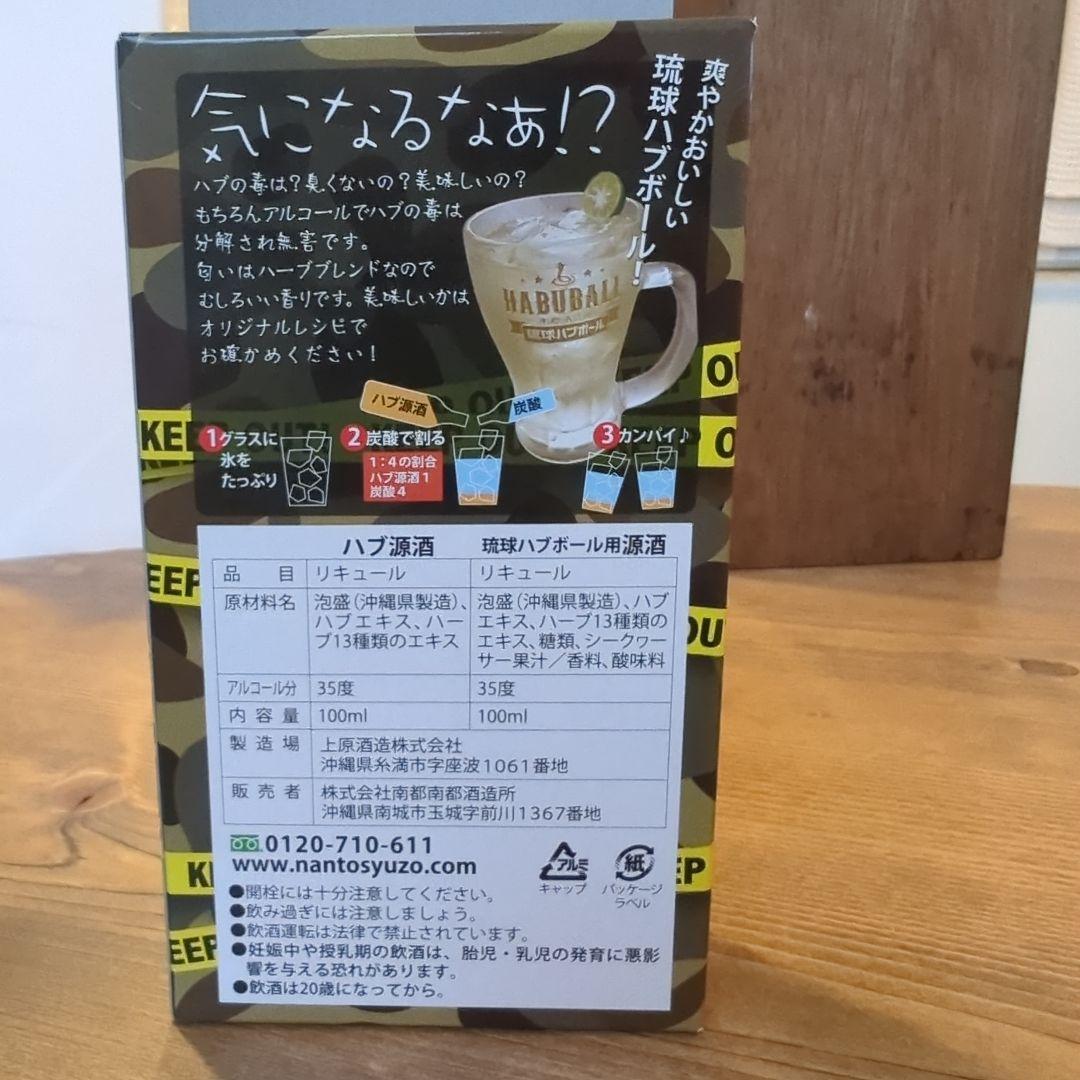 爽やかおいしい
琉球ハブボール!
気になるなぁ!?
ハブの毒は?臭くないの?美味しいの?
もちろんアルコールでハブの毒は
分解され無害です。
匂いはハーブブレンドなので
むしろいい香りです。美味しいかは
オリジナルレシピで
お確かめください!
HABUBALL
琉球ハブボール
ハブ源酒
炭酸
1 グラスに
氷を
たっぷり
2 炭酸で割る
1:4の割合
ハブ源酒1
炭酸4
3 カンパイ♪
KEE
OUT!
EP
OU
KEEP
O
EEP
OU
KE
EP
EEF
ハブ源酒 琉球ハブボール用源酒
品目 リキュール リキュール
原材料名 泡盛(沖縄県製造)、 泡盛(沖縄県製造)、ハブ
ハブエキス、ハー エキス、ハーブ13種類の
ブ13種類のエキス エキス、糖類、シークヮー
サー果汁/香料、酸味料
アルコール分 35度 35度
内容量 100ml 100ml
製造場 上原酒造株式会社
沖縄県糸満市字座波1061番地
販売者 株式会社南都南都酒造所
沖縄県南城市玉城字前川1367番地
0120-710-611
www.nantosyuzo.com
アルミ
キャップ
紙
パッケージ
ラベル
●開栓には十分注意してください。
●飲み過ぎには注意しましょう。
●飲酒運転は法律で禁止されています。
●妊娠中や授乳期の飲酒は、胎児・乳児の発育に悪影
響を与える恐れがあります。
●飲酒は20歳になってから。